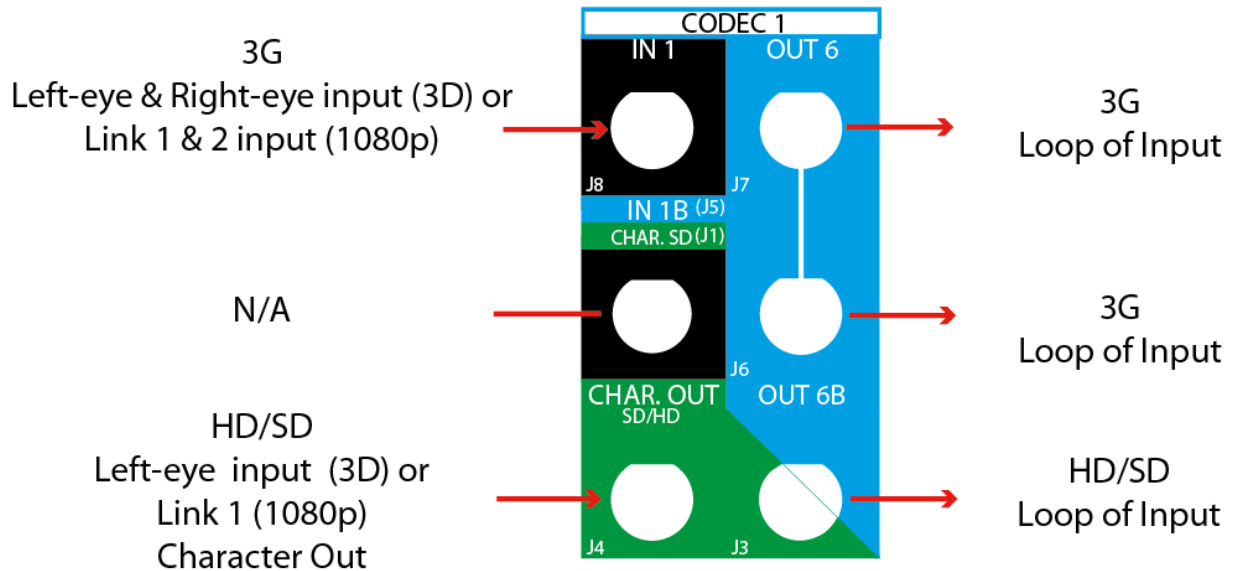 CODEC 1
3G
Left-eye & Right-eye input (3D) or
Link 1 & 2 input (1080p)
IN 1
OUT 6
3G
Loop of Input
J8
J7
IN 1B (J5)
CHAR. SD (J1)
N/A
3G
Loop of Input
J6
CHAR. OUT
SD/HD
OUT 6B
HD/SD
Left-eye input (3D) or
Link 1 (1080p)
Character Out
HD/SD
Loop of Input
J4
J3